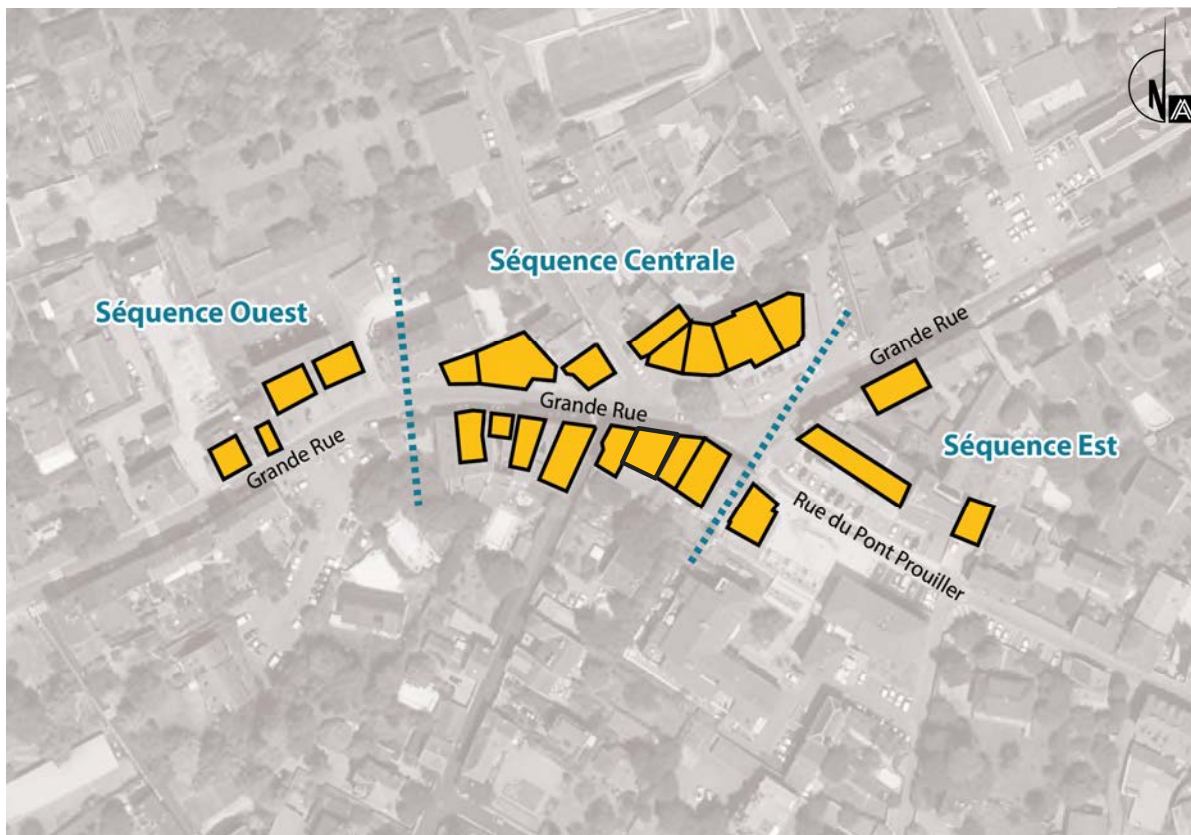 N
Séquence Centrale
Séquence Ouest
Grande Rue
Grande Rue
Grande Rue
Séquence Est
Rue du Pont Prouiller